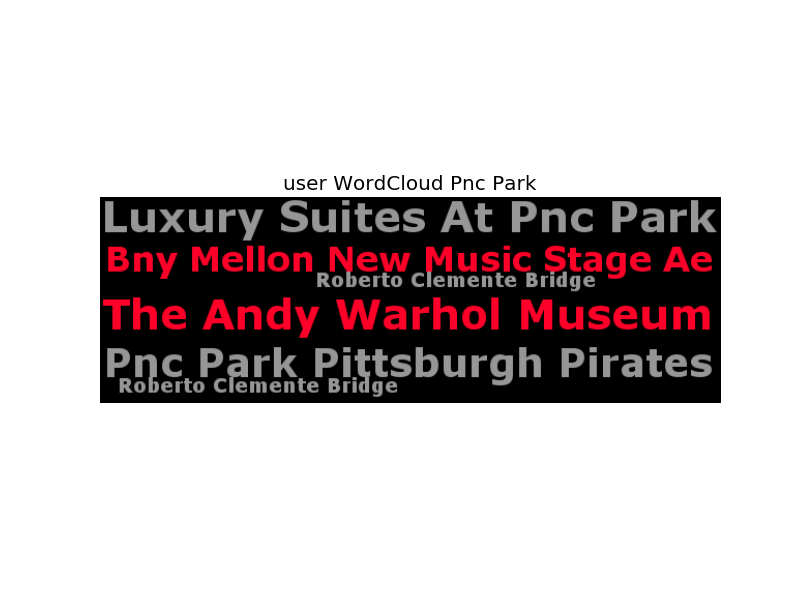 user WordCloud Pnc Park
Luxury Suites At Pnc Park
Bny Mellon New Music Stage Ae
Roberto Clemente Bridge
The Andy Warhol Museum
Pnc Park Pittsburgh Pirates
Roberto Clemente Bridge